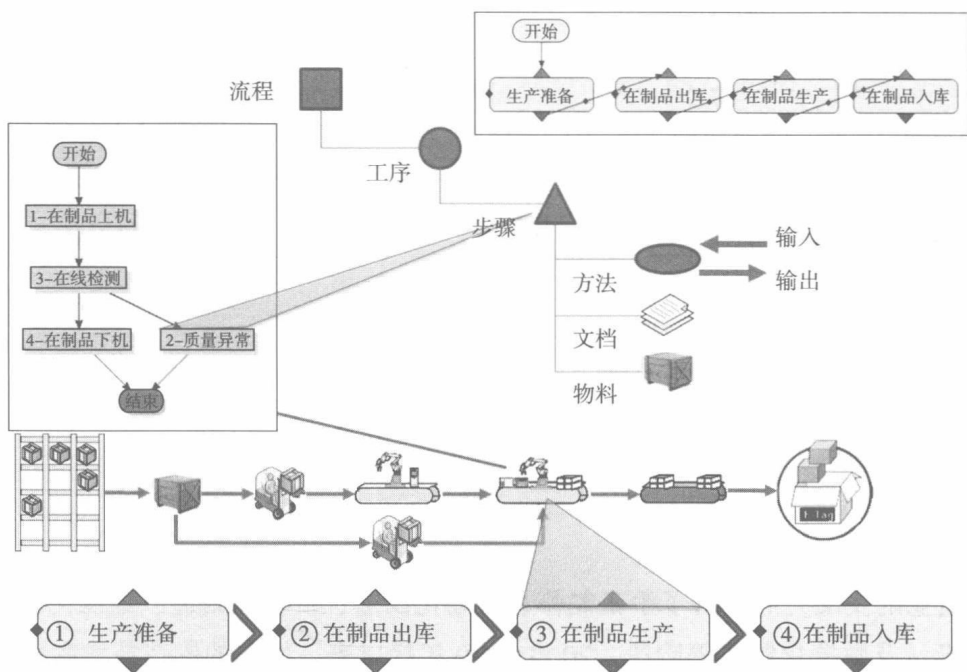 开始
生产准备
在制品出库
在制品生产
在制品入库
流程
工序
步骤
输入
方法
输出
文档
物料
开始
1-在制品上机
3-在线检测
4-在制品下机
2-质量异常
结束
① 生产准备
② 在制品出库
③ 在制品生产
④ 在制品入库